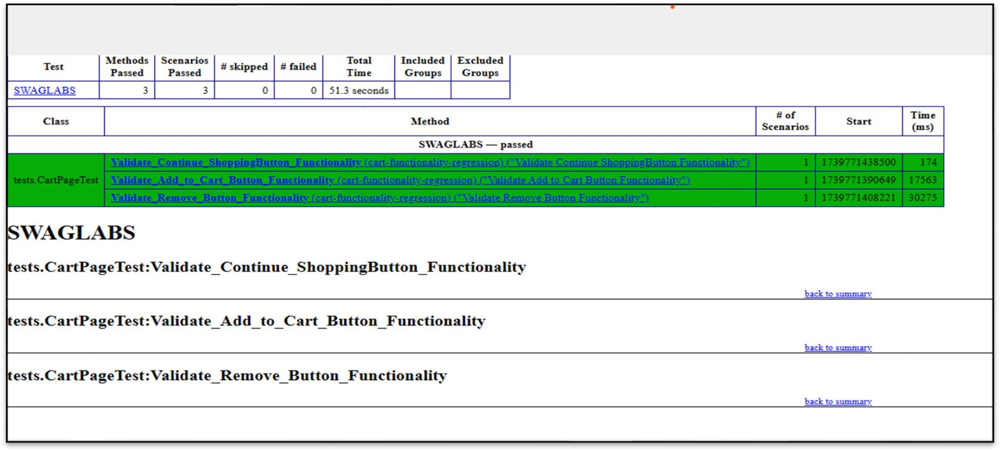 Test Methods Passed Scenarios Passed # skipped # failed Total Time Included Groups Excluded Groups
SWAGLABS 3 3 0 0 51.3 seconds
Class Method # of Scenarios Start Time (ms)
SWAGLABS — passed
tests.CartPageTest Validate_Continue_ShoppingButton_Functionality (cart-functionality-regression) ("Validate Continue ShoppingButton Functionality") 1 1739771438500 174
Validate_Add_to_Cart_Button_Functionality (cart-functionality-regression) ("Validate Add to Cart Button Functionality") 1 1739771390649 17563
Validate_Remove_Button_Functionality (cart-functionality-regression) ("Validate Remove Button Functionality") 1 1739771408221 30275
SWAGLABS
tests.CartPageTest:Validate_Continue_ShoppingButton_Functionality
back to summary
tests.CartPageTest:Validate_Add_to_Cart_Button_Functionality
back to summary
tests.CartPageTest:Validate_Remove_Button_Functionality
back to summary